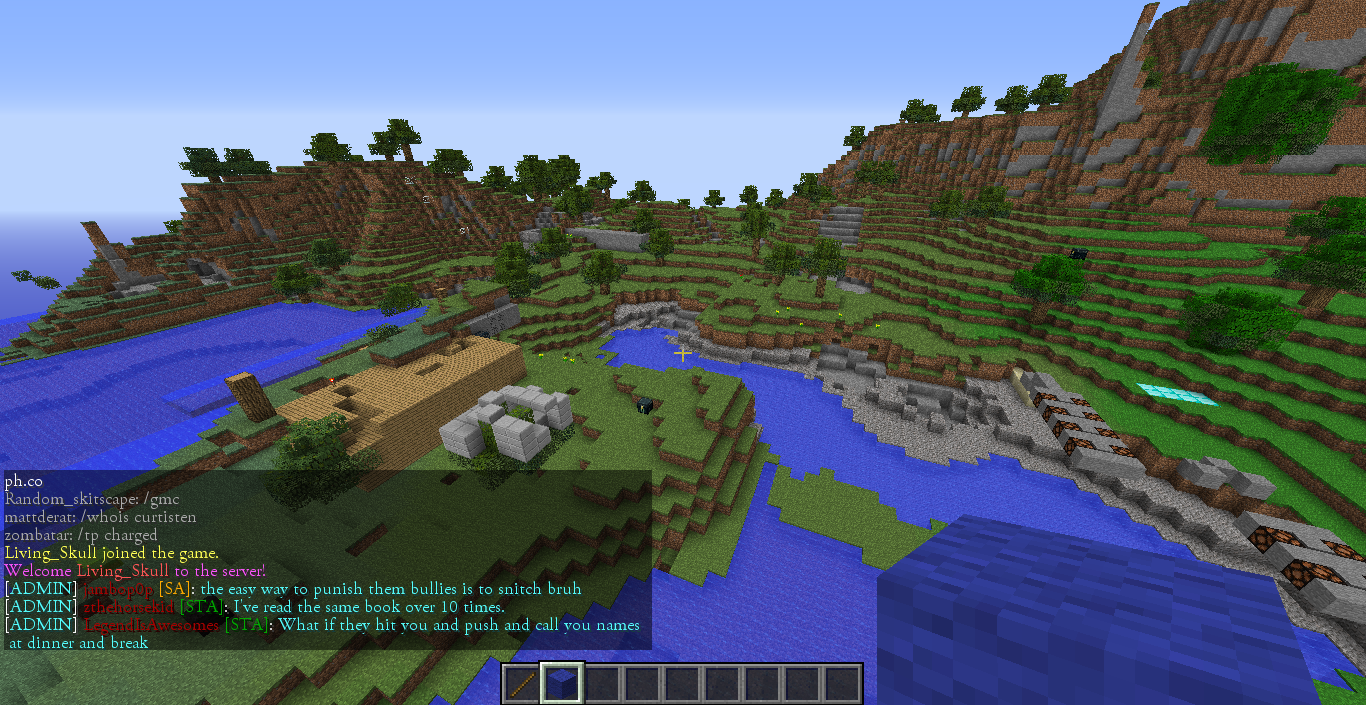 ph.co
Random_skitscape: /gmc
mattderat: /whois curtisten
zombatar: /tp charged
Living_Skull joined the game.
Welcome Living_Skull to the server!
[ADMIN] [SA]: the easy way to punish them bullies is to snitch bruh
[ADMIN] [STA]: I've read the same book over 10 times.
[ADMIN] LegendIsAwesomes [STA]: What if they hit you and push and call you names
at dinner and break